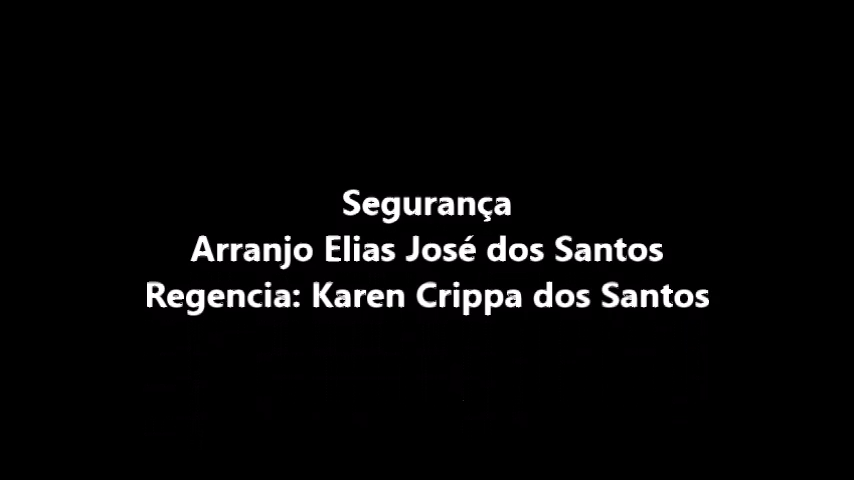 Segurança
Arranjo Elias José dos Santos
Regencia: Karen Crippa dos Santos